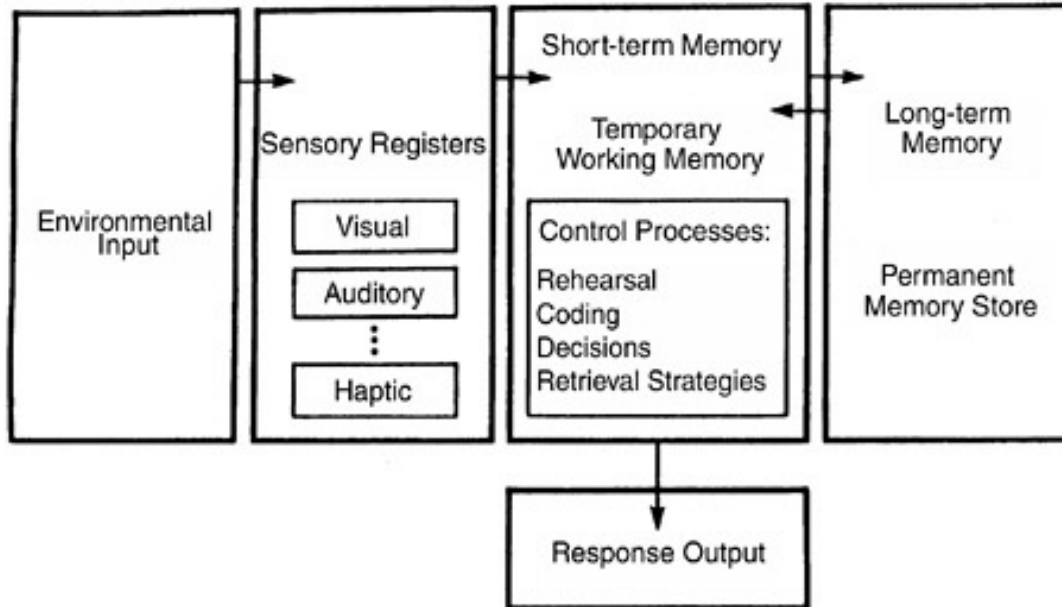 Environmental
Input
Sensory Registers
Visual
Auditory
Haptic
Short-term Memory
Temporary
Working Memory
Control Processes:
Rehearsal
Coding
Decisions
Retrieval Strategies
Long-term
Memory
Permanent
Memory Store
Response Output